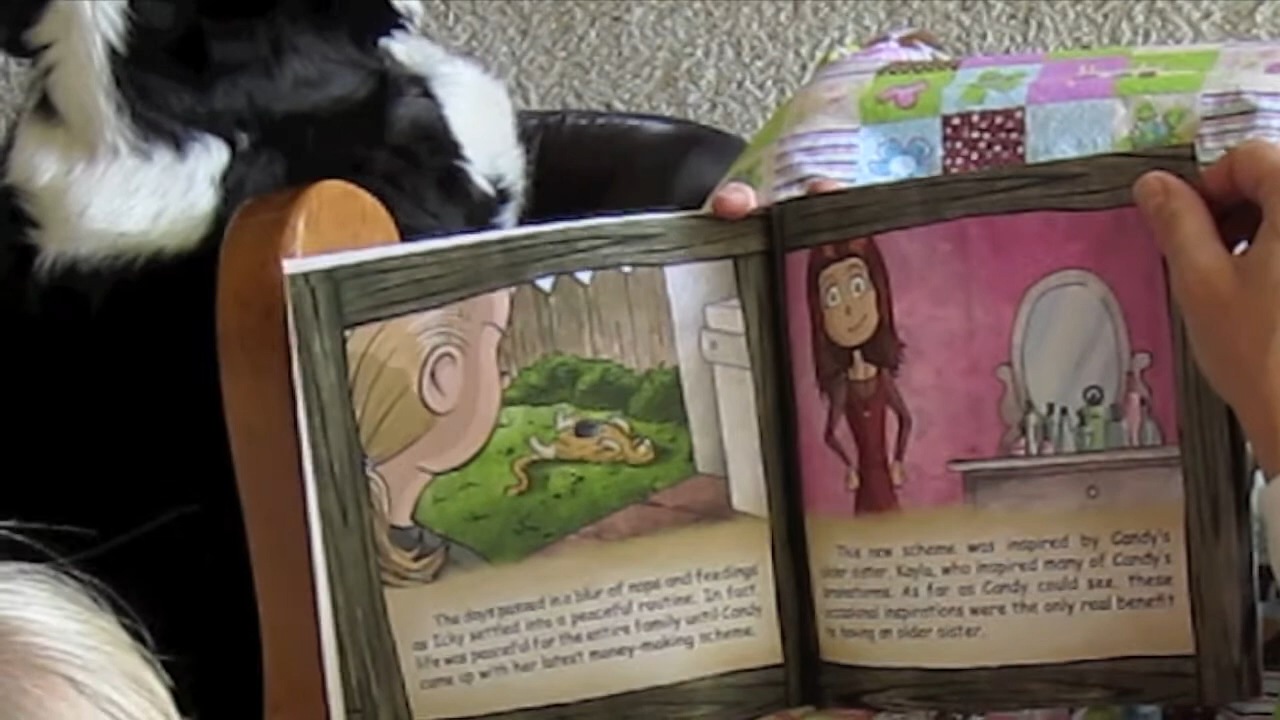 The days passed in a blur of naps and feedings
as Icky settled into a peaceful routine. In fact,
life was peaceful for the entire family until Candy
came up with her latest money-making scheme.
This new scheme was inspired by Candy's
older sister, Kayla, who inspired many of Candy's
brainstorms. As far as Candy could see, these
occasional inspirations were the only real benefit
to having an older sister.